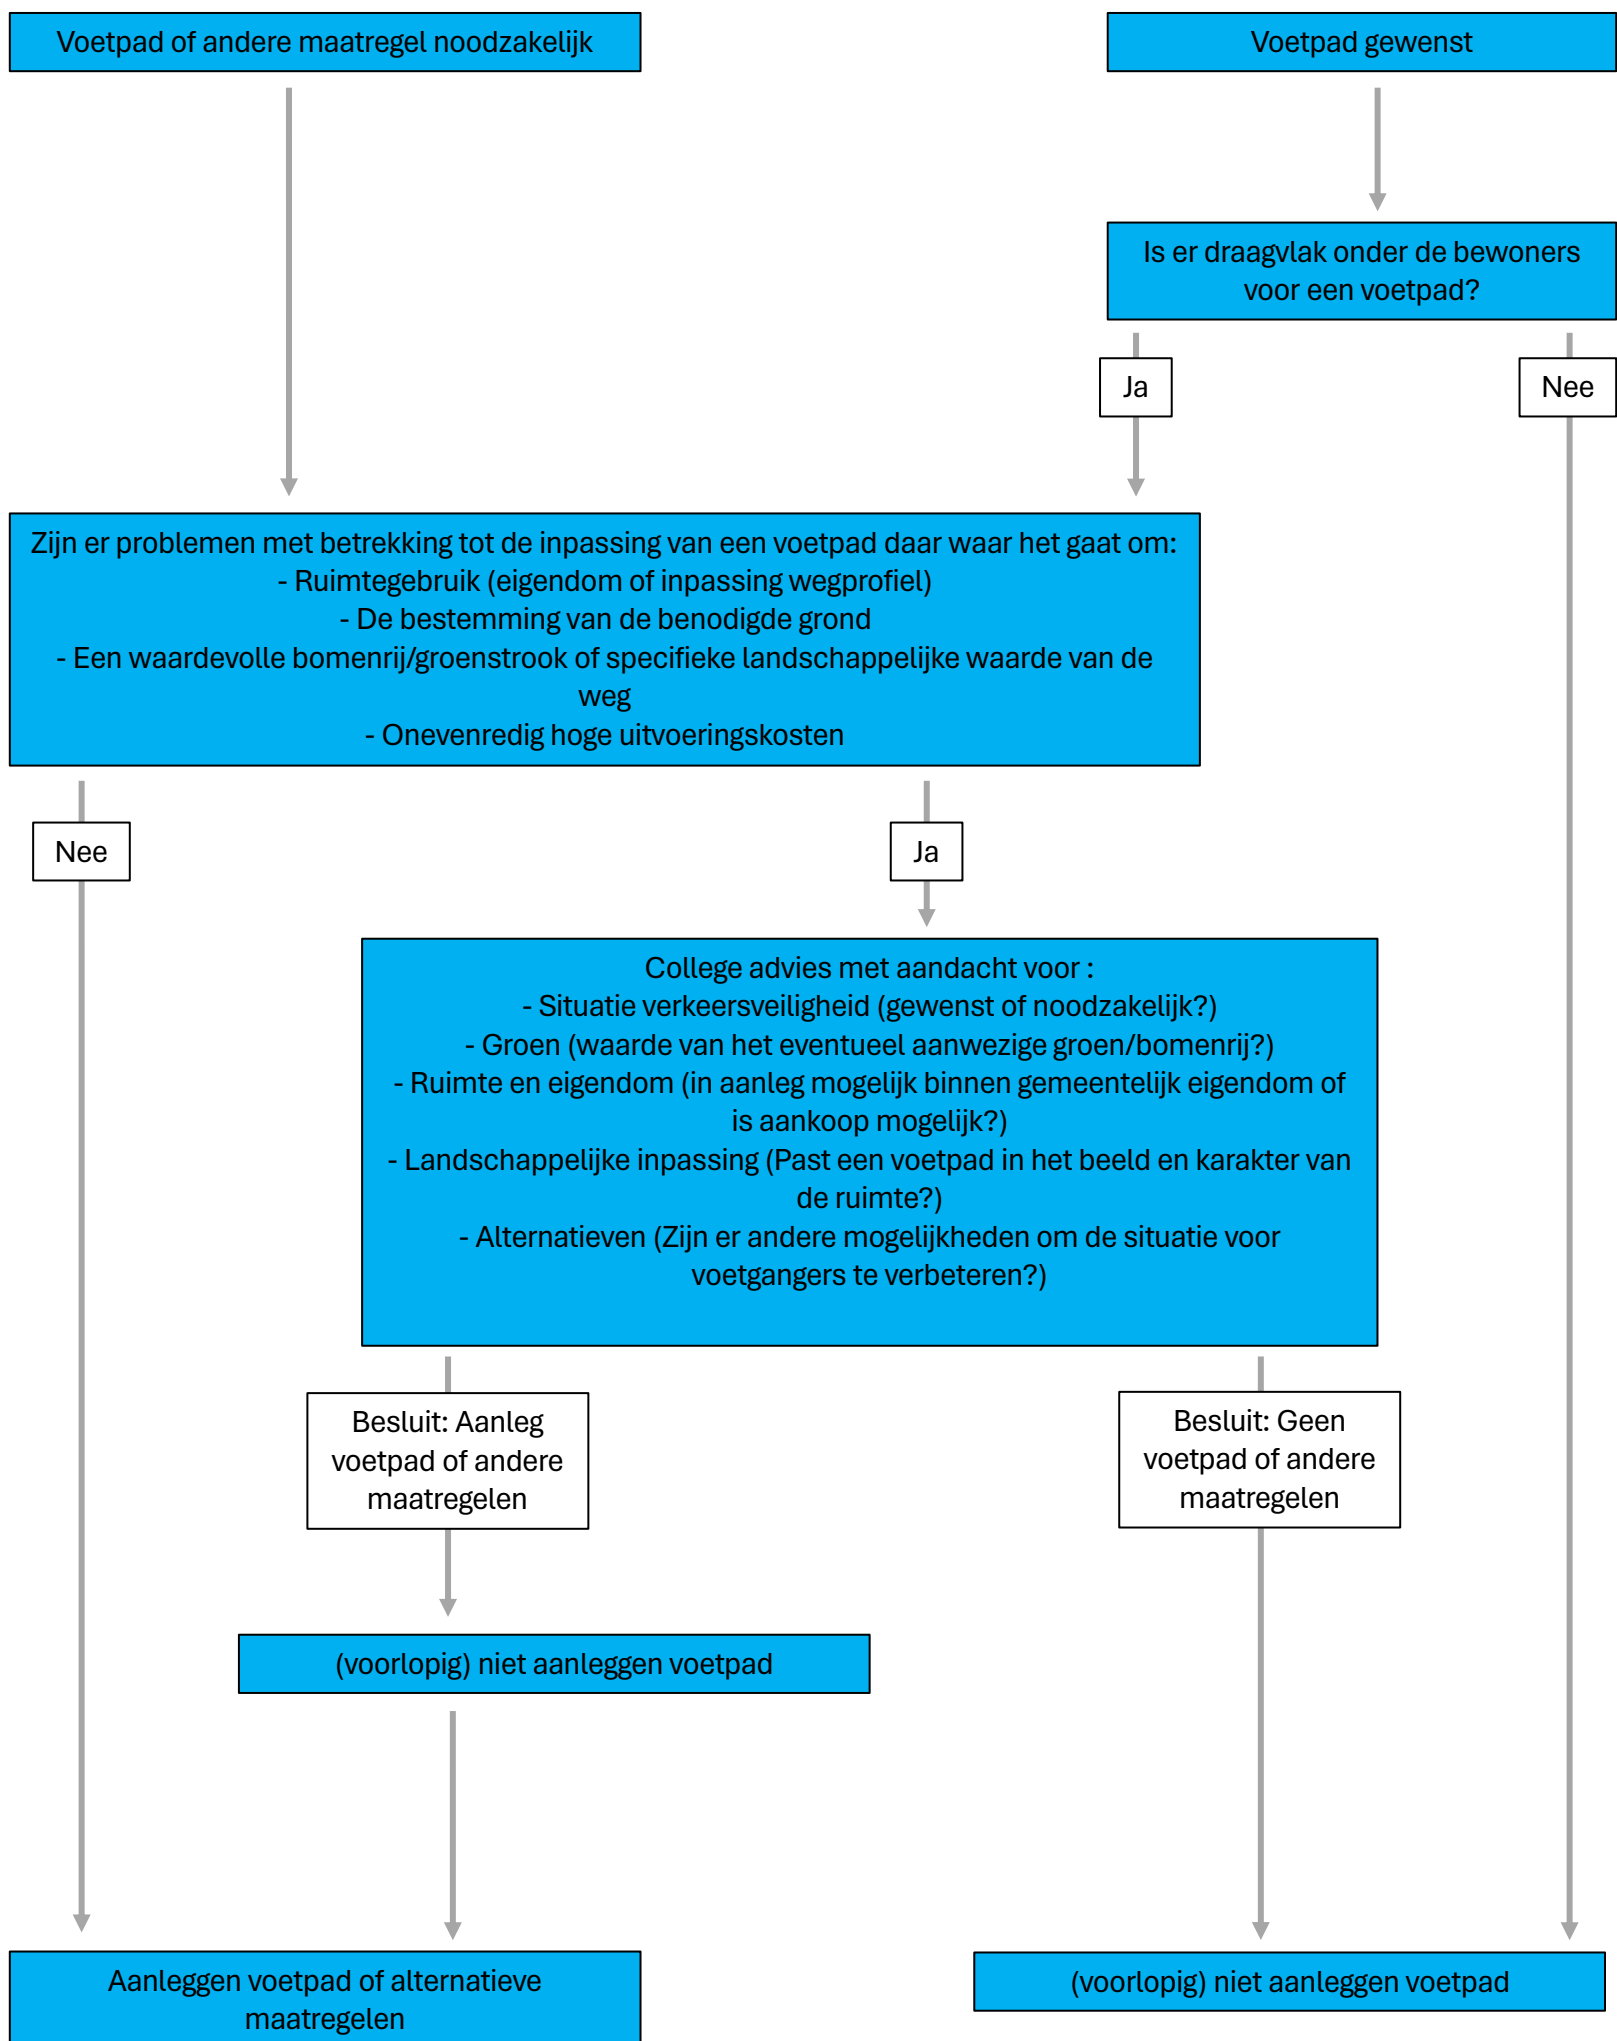 Voetpad of andere maatregel noodzakelijk
Voetpad gewenst
Is er draagvlak onder de bewoners
voor een voetpad?
Ja
Nee
Zijn er problemen met betrekking tot de inpassing van een voetpad daar waar het gaat om:
- Ruimtegebruik (eigendom of inpassing wegprofiel)
- De bestemming van de benodigde grond
- Een waardevolle bomenrij/groenstrook of specifieke landschappelijke waarde van de
weg
- Onevenredig hoge uitvoeringskosten
Nee
Ja
College advies met aandacht voor :
- Situatie verkeersveiligheid (gewenst of noodzakelijk?)
- Groen (waarde van het eventueel aanwezige groen/bomenrij?)
- Ruimte en eigendom (in aanleg mogelijk binnen gemeentelijk eigendom of
is aankoop mogelijk?)
- Landschappelijke inpassing (Past een voetpad in het beeld en karakter van
de ruimte?)
- Alternatieven (Zijn er andere mogelijkheden om de situatie voor
voetgangers te verbeteren?)
Besluit: Aanleg
voetpad of andere
maatregelen
Besluit: Geen
voetpad of andere
maatregelen
(voorlopig) niet aanleggen voetpad
Aanleggen voetpad of alternatieve
maatregelen
(voorlopig) niet aanleggen voetpad